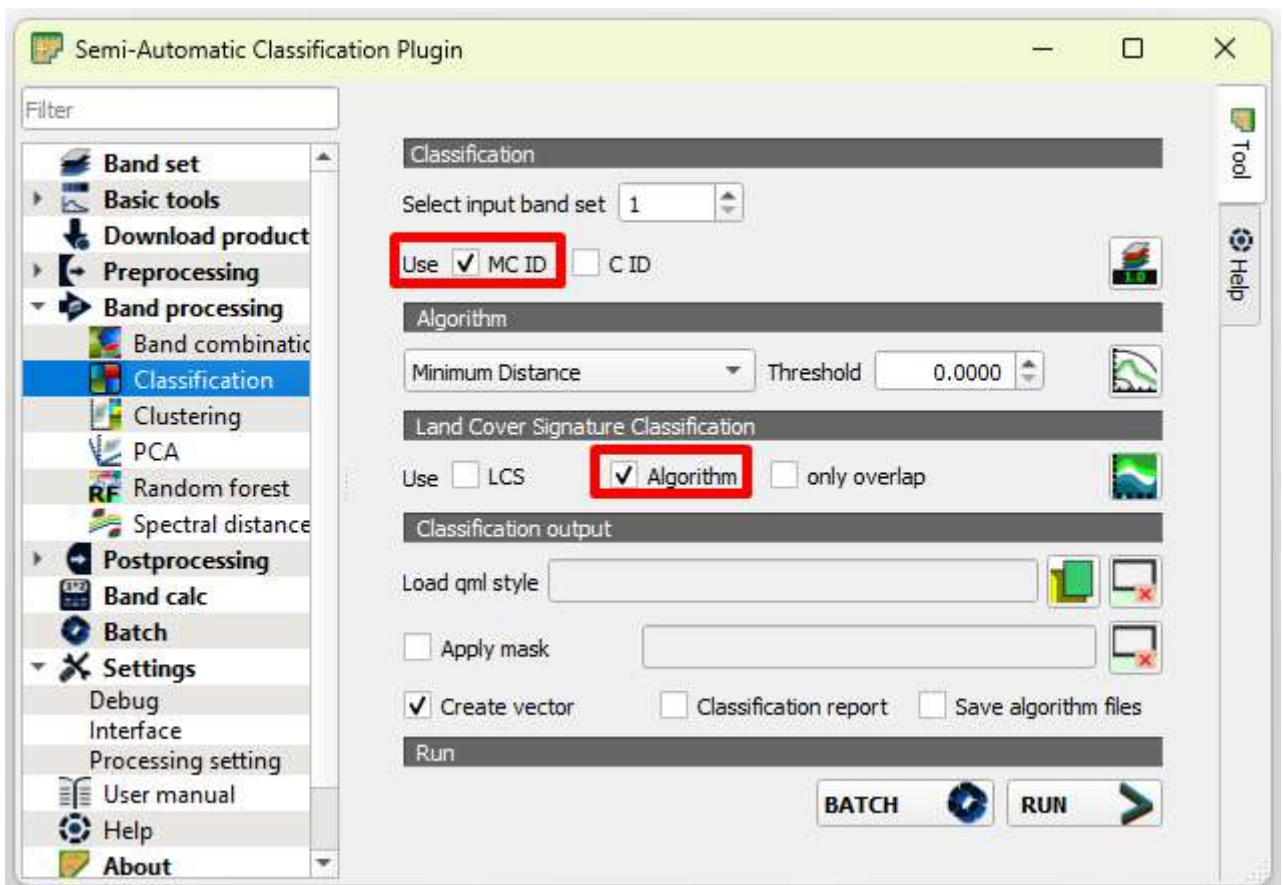 Semi-Automatic Classification Plugin
Filter
Band set
Basic tools
Download product
Preprocessing
Band processing
Band combinatic
Classification
Clustering
PCA
RF Random forest
Spectral distance
Postprocessing
Band calc
Batch
Settings
Debug
Interface
Processing setting
User manual
Help
About
Classification
Select input band set 1
Use MC ID C ID
1.0
Algorithm
Minimum Distance Threshold 0.0000
Land Cover Signature Classification
Use LCS Algorithm only overlap
Classification output
Load qml style
Apply mask
Create vector Classification report Save algorithm files
Run
BATCH RUN
Tool
Help